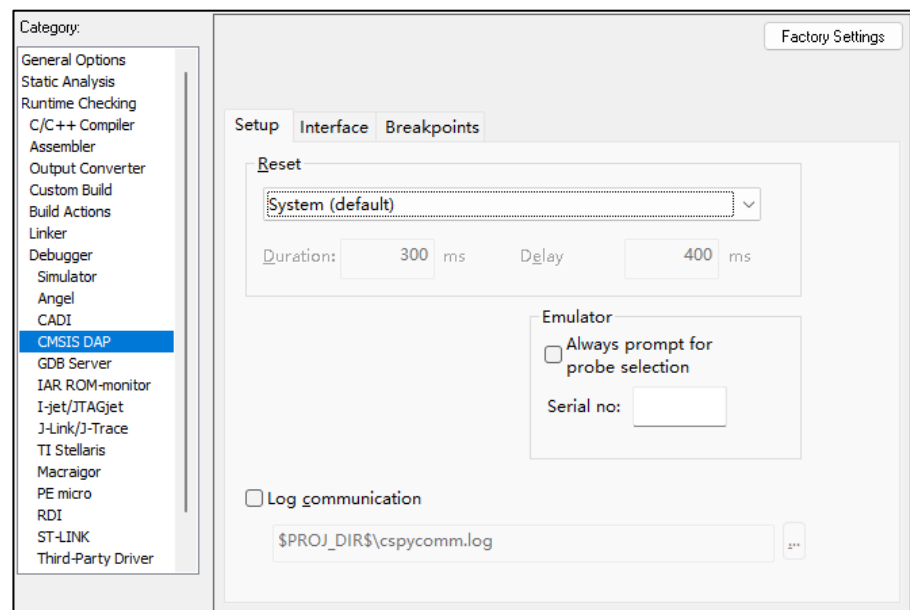 Category:
General Options
Static Analysis
Runtime Checking
C/C++ Compiler
Assembler
Output Converter
Custom Build
Build Actions
Linker
Debugger
Simulator
Angel
CADI
CMSIS DAP
GDB Server
IAR ROM-monitor
I-jet/JTAGjet
J-Link/J-Trace
TI Stellaris
Macraigor
PE micro
RDI
ST-LINK
Third-Party Driver
Factory Settings
Setup Interface Breakpoints
Reset
System (default)
Duration: 300 ms Delay 400 ms
Emulator
Always prompt for
probe selection
Serial no:
Log communication
$PROJ_DIR$\cspycomm.log
...